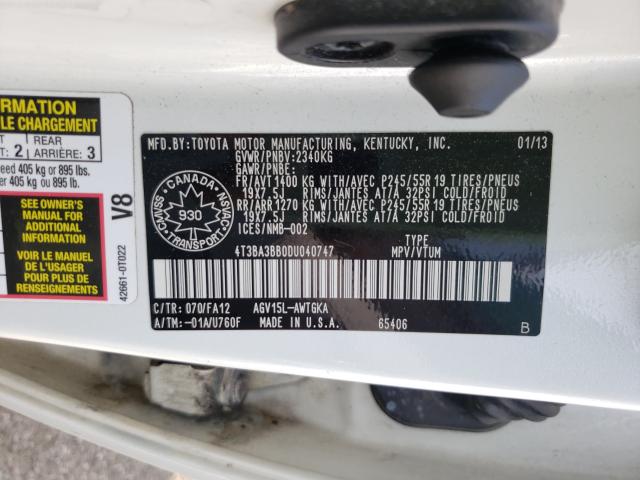 FORMATION
LE CHARGEMENT
2
REAR
ARRIÈRE: 3
exceed 405 kg or 895 lbs.
405 kg ou 895 lb.
SEE OWNER'S
MANUAL FOR
ADDITIONAL
INFORMATION
VOIR LE MANUEL
DE L'USAGER
POUR PLUS DE
RENSEIGNEMENTS
V8
42661-0T022
MFD.BY:TOYOTA MOTOR MANUFACTURING, KENTUCKY, INC. 01/13
GVWR/PNBV:2340KG
GAWR/PNBE:
FR/AV1400 KG WITH/AVEC P245/55R19 TIRES/PNEUS
19X7.5J RIMS/JANTES AT/A 32PSI COLD/FROID
RR/ARR1270 KG WITH/AVEC P245/55R19 TIRES/PNEUS
19X7.5J RIMS/JANTES AT/A 32PSI COLD/FROID
ICES/NMB-002
CANADA
CMVSS
NSVAC
930
TRANSPORT
4T3BA3BB0DU040747
TYPE
MPV/VTUM
C/TR: 070/FA12 AGV15L-AWTGKA
A/TM: -01A/U760F MADE IN U.S.A. 65406 B